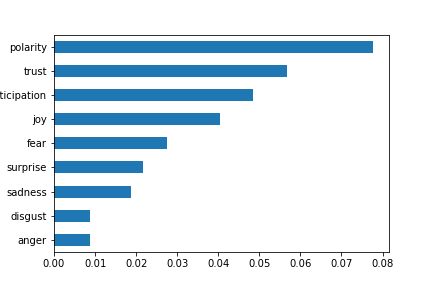 polarity
trust
ticipation
joy
fear
surprise
sadness
disgust
anger
0.00 0.01 0.02 0.03 0.04 0.05 0.06 0.07 0.08